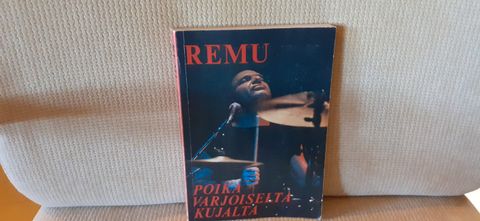 REMU
POIKA
VARJOISELTA
KUJALTA